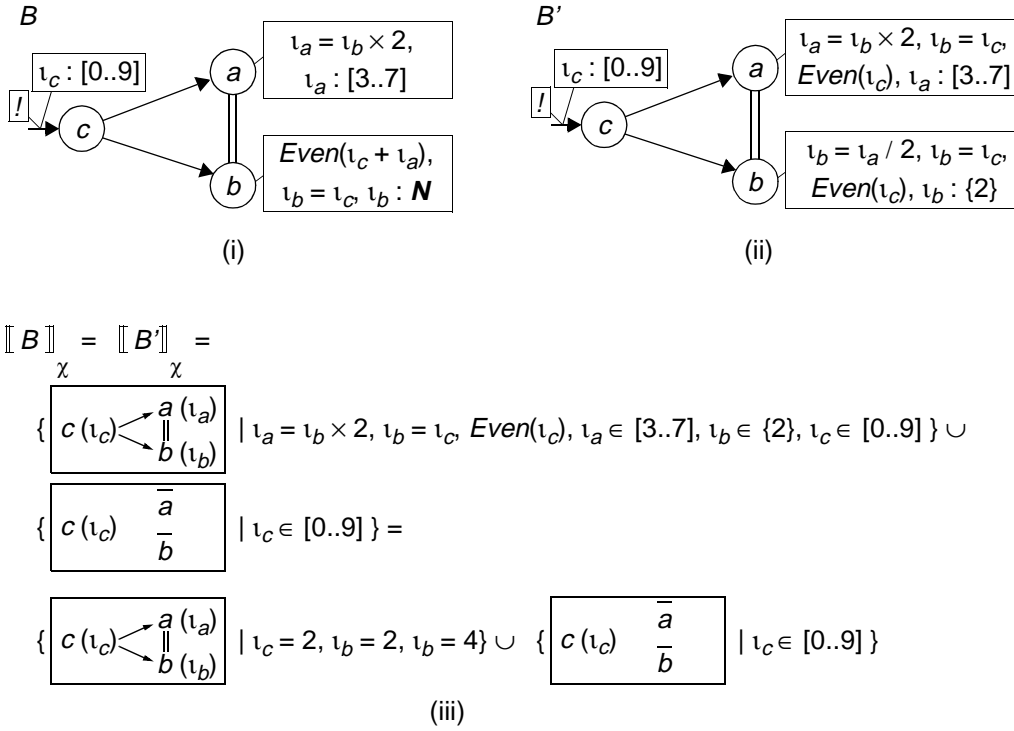 B
ι_c : [0..9]
!
c
a
b
ι_a = ι_b × 2,
ι_a : [3..7]
Even(ι_c + ι_a),
ι_b = ι_c, ι_b : N
(i)
B'
ι_c : [0..9]
!
c
a
b
ι_a = ι_b × 2, ι_b = ι_c,
Even(ι_c), ι_a : [3..7]
ι_b = ι_a / 2, ι_b = ι_c,
Even(ι_c), ι_b : {2}
(ii)
⟦ B ⟧_χ = ⟦ B' ⟧_χ =
{ c (ι_c) a (ι_a) b (ι_b) | ι_a = ι_b × 2, ι_b = ι_c, Even(ι_c), ι_a ∈ [3..7], ι_b ∈ {2}, ι_c ∈ [0..9] } ∪
{ c (ι_c) a̅ b̅ | ι_c ∈ [0..9] } =
{ c (ι_c) a (ι_a) b (ι_b) | ι_c = 2, ι_b = 2, ι_b = 4} ∪ { c (ι_c) a̅ b̅ | ι_c ∈ [0..9] }
(iii)